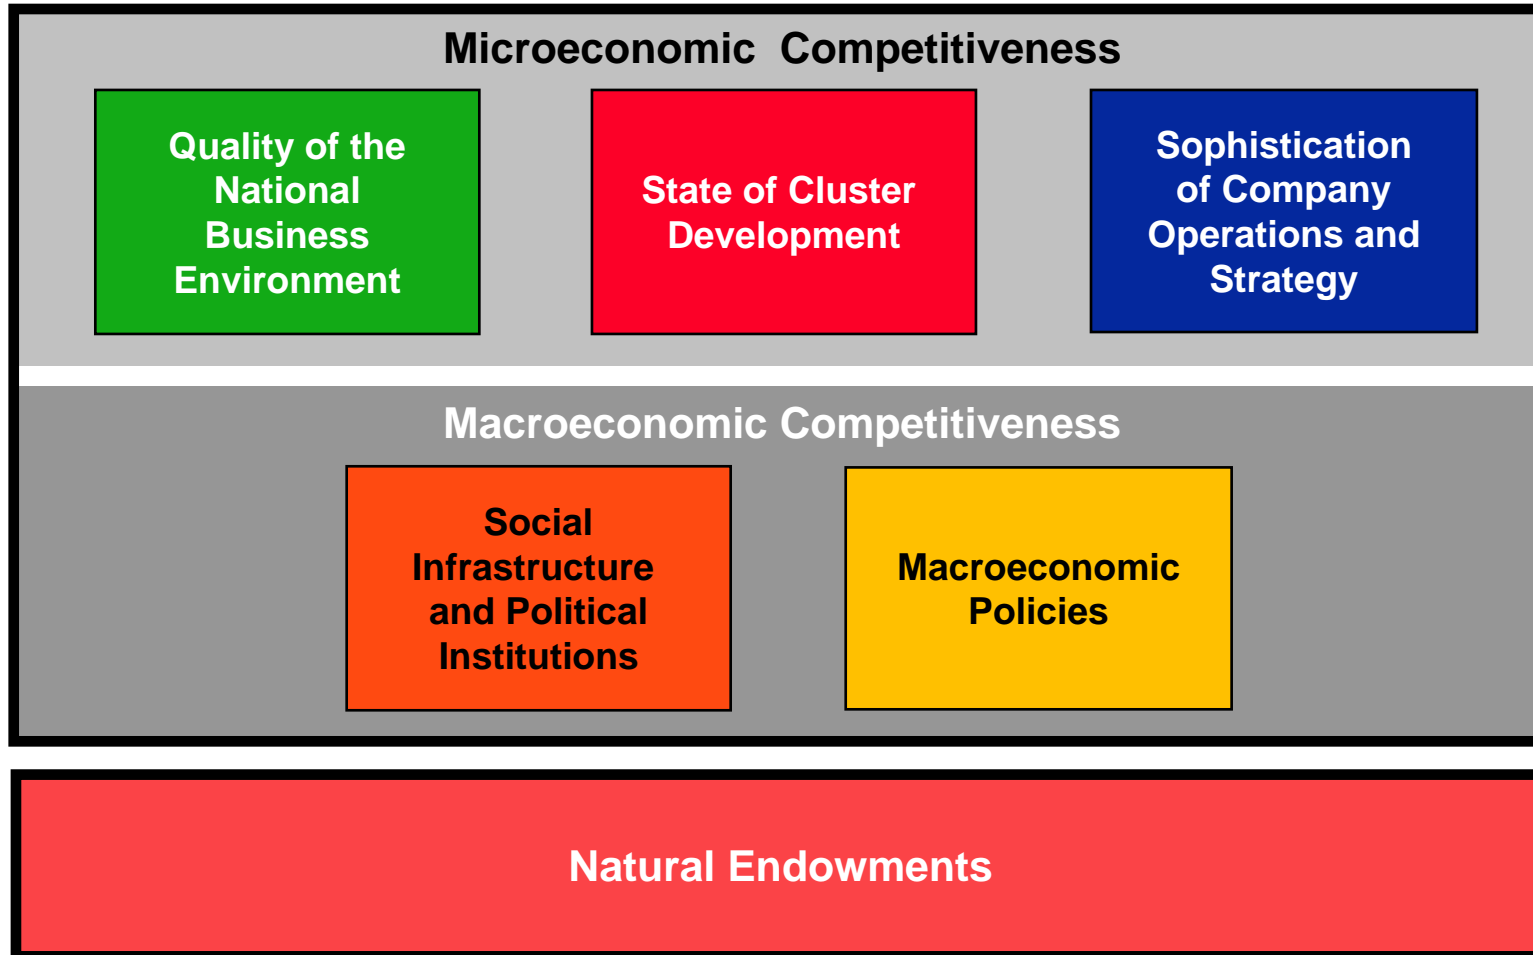 Microeconomic  Competitiveness
Quality of the
National
Business
Environment
State of Cluster
Development
Sophistication
of Company
Operations and
Strategy
Macroeconomic Competitiveness
Social
Infrastructure
and Political
Institutions
Macroeconomic
Policies
Natural Endowments